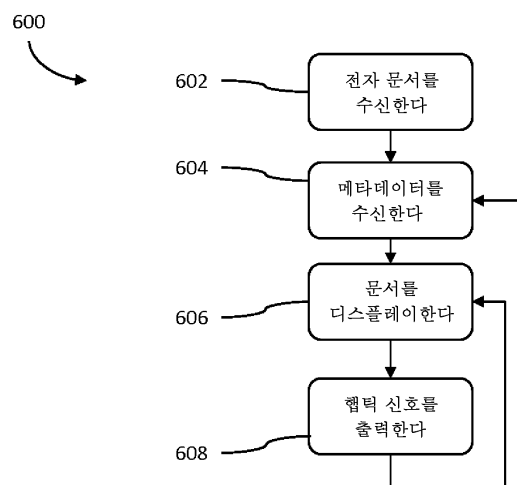 600
602
전자 문서를
수신한다
604
메타데이터를
수신한다
606
문서를
디스플레이한다
608
햅틱 신호를
출력한다